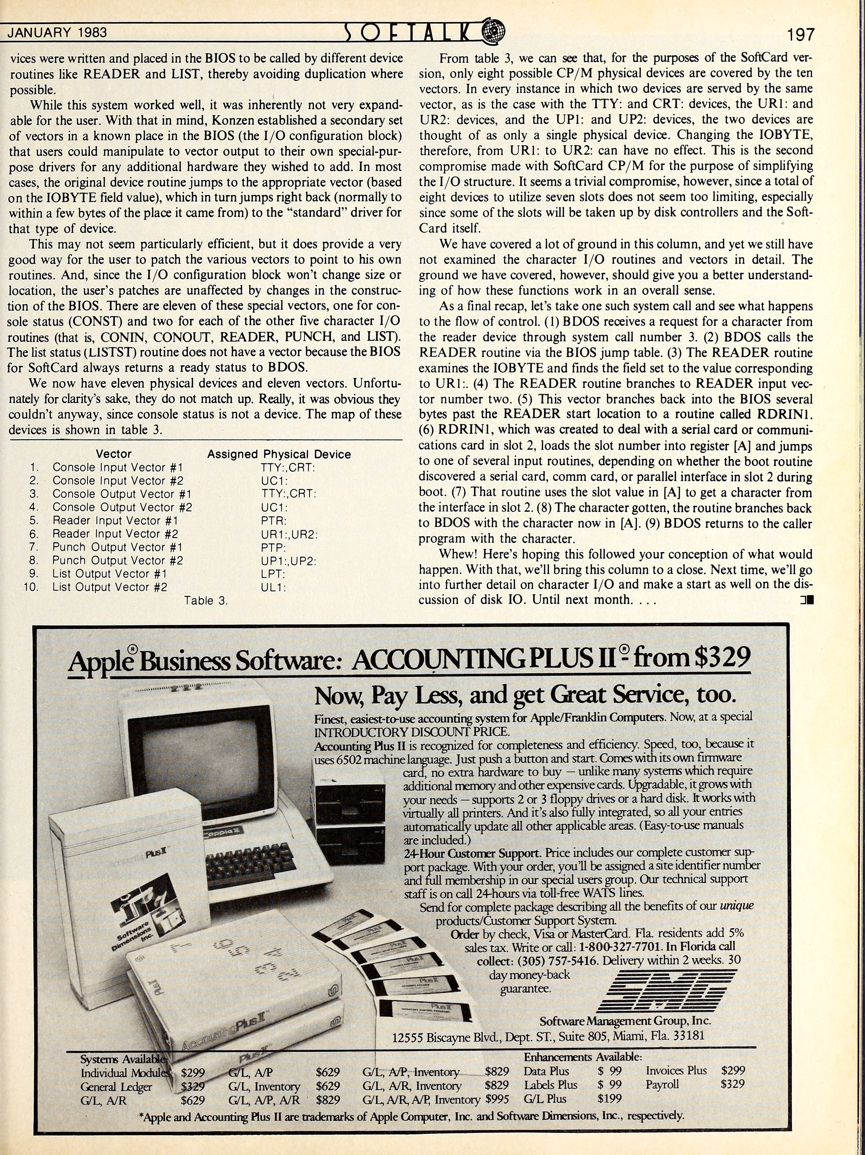 JANUARY 1983
SOFTALK
197
vices were written and placed in the BIOS to be called by different device
routines like READER and LIST, thereby avoiding duplication where
possible.
While this system worked well, it was inherently not very expand-
able for the user. With that in mind, Konzen established a secondary set
of vectors in a known place in the BIOS (the I/O configuration block)
that users could manipulate to vector output to their own special-pur-
pose drivers for any additional hardware they wished to add. In most
cases, the original device routine jumps to the appropriate vector (based
on the IOBYTE field value), which in turn jumps right back (normally to
within a few bytes of the place it came from) to the “standard” driver for
that type of device.
This may not seem particularly efficient, but it does provide a very
good way for the user to patch the various vectors to point to his own
routines. And, since the I/O configuration block won't change size or
location, the user's patches are unaffected by changes in the construc-
tion of the BIOS. There are eleven of these special vectors, one for con-
sole status (CONST) and two for each of the other five character I/O
routines (that is, CONIN, CONOUT, READER, PUNCH, and LIST).
The list status (LISTST) routine does not have a vector because the BIOS
for SoftCard always returns a ready status to BDOS.
We now have eleven physical devices and eleven vectors. Unfortu-
nately for clarity's sake, they do not match up. Really, it was obvious they
couldn't anyway, since console status is not a device. The map of these
devices is shown in table 3.
Vector Assigned Physical Device
1. Console Input Vector #1 TTY:,CRT:
2. Console Input Vector #2 UC1:
3. Console Output Vector #1 TTY:,CRT:
4. Console Output Vector #2 UC1:
5. Reader Input Vector #1 PTR:
6. Reader Input Vector #2 UR1:,UR2:
7. Punch Output Vector #1 PTP:
8. Punch Output Vector #2 UP1:,UP2:
9. List Output Vector #1 LPT:
10. List Output Vector #2 UL1:
Table 3.
From table 3, we can see that, for the purposes of the SoftCard ver-
sion, only eight possible CP/M physical devices are covered by the ten
vectors. In every instance in which two devices are served by the same
vector, as is the case with the TTY: and CRT: devices, the UR1: and
UR2: devices, and the UP1: and UP2: devices, the two devices are
thought of as only a single physical device. Changing the IOBYTE,
therefore, from UR1: to UR2: can have no effect. This is the second
compromise made with SoftCard CP/M for the purpose of simplifying
the I/O structure. It seems a trivial compromise, however, since a total of
eight devices to utilize seven slots does not seem too limiting, especially
since some of the slots will be taken up by disk controllers and the Soft-
Card itself.
We have covered a lot of ground in this column, and yet we still have
not examined the character I/O routines and vectors in detail. The
ground we have covered, however, should give you a better understand-
ing of how these functions work in an overall sense.
As a final recap, let's take one such system call and see what happens
to the flow of control. (1) BDOS receives a request for a character from
the reader device through system call number 3. (2) BDOS calls the
READER routine via the BIOS jump table. (3) The READER routine
examines the IOBYTE and finds the field set to the value corresponding
to UR1:. (4) The READER routine branches to READER input vec-
tor number two. (5) This vector branches back into the BIOS several
bytes past the READER start location to a routine called RDRIN1.
(6) RDRIN1, which was created to deal with a serial card or communi-
cations card in slot 2, loads the slot number into register [A] and jumps
to one of several input routines, depending on whether the boot routine
discovered a serial card, comm card, or parallel interface in slot 2 during
boot. (7) That routine uses the slot value in [A] to get a character from
the interface in slot 2. (8) The character gotten, the routine branches back
to BDOS with the character now in [A]. (9) BDOS returns to the caller
program with the character.
Whew! Here's hoping this followed your conception of what would
happen. With that, we'll bring this column to a close. Next time, we'll go
into further detail on character I/O and make a start as well on the dis-
cussion of disk IO. Until next month. . . .
Apple® Business Software: ACCOUNTING PLUS II®- from $329
Now, Pay Less, and get Great Service, too.
Finest, easiest-to-use accounting system for Apple/Franklin Computers. Now, at a special
INTRODUCTORY DISCOUNT PRICE.
Accounting Plus II is recognized for completeness and efficiency. Speed, too, because it
uses 6502 machine language. Just push a button and start. Comes with its own firmware
card, no extra hardware to buy — unlike many systems which require
additional memory and other expensive cards. Upgradable, it grows with
your needs — supports 2 or 3 floppy drives or a hard disk. It works with
virtually all printers. And it's also fully integrated, so all your entries
automatically update all other applicable areas. (Easy-to-use manuals
are included.)
24-Hour Customer Support. Price includes our complete customer sup-
port package. With your order, you'll be assigned a site identifier number
and full membership in our special users group. Our technical support
staff is on call 24-hours via toll-free WATS lines.
Send for complete package describing all the benefits of our unique
products/Customer Support System.
Order by check, Visa or MasterCard. Fla. residents add 5%
sales tax. Write or call: 1-800-327-7701. In Florida call
collect: (305) 757-5416. Delivery within 2 weeks. 30
day money-back
guarantee.
SMG
Software Management Group, Inc.
12555 Biscayne Blvd., Dept. ST., Suite 805, Miami, Fla. 33181
Plus II
Software
Dimensions
Inc.
Plus II
Accounting Plus II
Plus II
Systems Available
Individual Modules $299
General Ledger $329
G/L, A/R $629
G/L, A/P $629
G/L, Inventory $629
G/L, A/P, A/R $829
G/L, A/P, Inventory $829
G/L, A/R, Inventory $829
G/L, A/R, A/P, Inventory $995
Enhancements Available:
Data Plus $ 99
Labels Plus $ 99
G/L Plus $199
Invoices Plus $299
Payroll $329
*Apple and Accounting Plus II are trademarks of Apple Computer, Inc. and Software Dimensions, Inc., respectively.